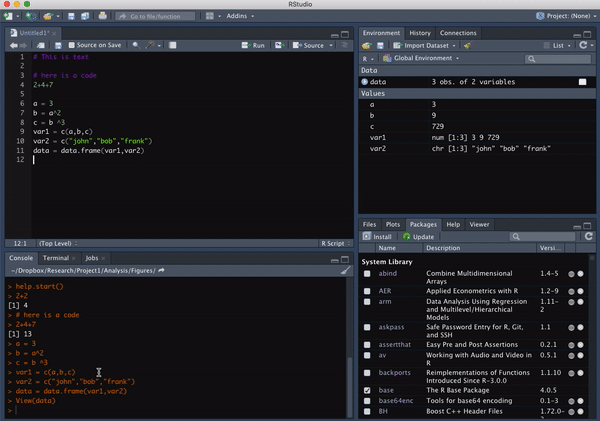 RStudio
Go to file/function
Addins
Project: (None)
Untitled1*
Source on Save
Run
Source
1 # This is text
2
3 # here is a code
4 2+4+7
5
6 a = 3
7 b = a^2
8 c = b ^3
9 var1 = c(a,b,c)
10 var2 = c("john","bob","frank")
11 data = data.frame(var1,var2)
12
12:1 (Top Level) R Script
Console Terminal Jobs
~/Dropbox/Research/Project1/Analysis/Figures/
> help.start()
> 2+2
[1] 4
> # here is a code
> 2+4+7
[1] 13
> a = 3
> b = a^2
> c = b ^3
> var1 = c(a,b,c)
> var2 = c("john","bob","frank")
> data = data.frame(var1,var2)
> View(data)
>
Environment History Connections
Import Dataset List
R Global Environment
Data
data 3 obs. of 2 variables
Values
a 3
b 9
c 729
var1 num [1:3] 3 9 729
var2 chr [1:3] "john" "bob" "frank"
Files Plots Packages Help Viewer
Install Update
Name Description Versi...
System Library
abind Combine Multidimensional 1.4-5
Arrays
AER Applied Econometrics with R 1.2-9
arm Data Analysis Using Regression 1.11-
and Multilevel/Hierarchical 2
Models
askpass Safe Password Entry for R, Git, 1.1
and SSH
assertthat Easy Pre and Post Assertions 0.2.1
av Working with Audio and Video in 0.5.1
R
backports Reimplementations of Functions 1.1.10
Introduced Since R-3.0.0
base The R Base Package 4.0.5
base64enc Tools for base64 encoding 0.1-3
BH Boost C++ Header Files 1.72.0-